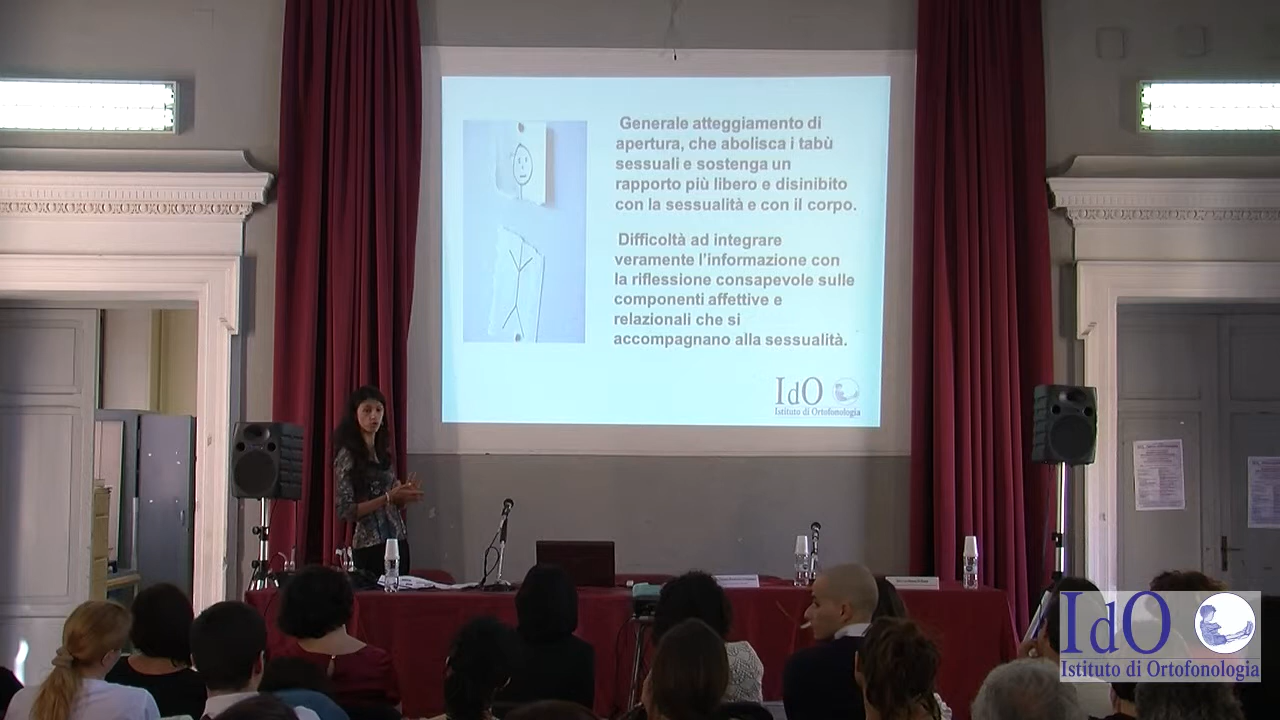 Generale atteggiamento di
apertura, che abolisca i tabù
sessuali e sostenga un
rapporto più libero e disinibito
con la sessualità e con il corpo.
Difficoltà ad integrare
veramente l'informazione con
la riflessione consapevole sulle
componenti affettive e
relazionali che si
accompagnano alla sessualità.
IdO
Istituto di Ortofonologia
IdO
Istituto di Ortofonologia